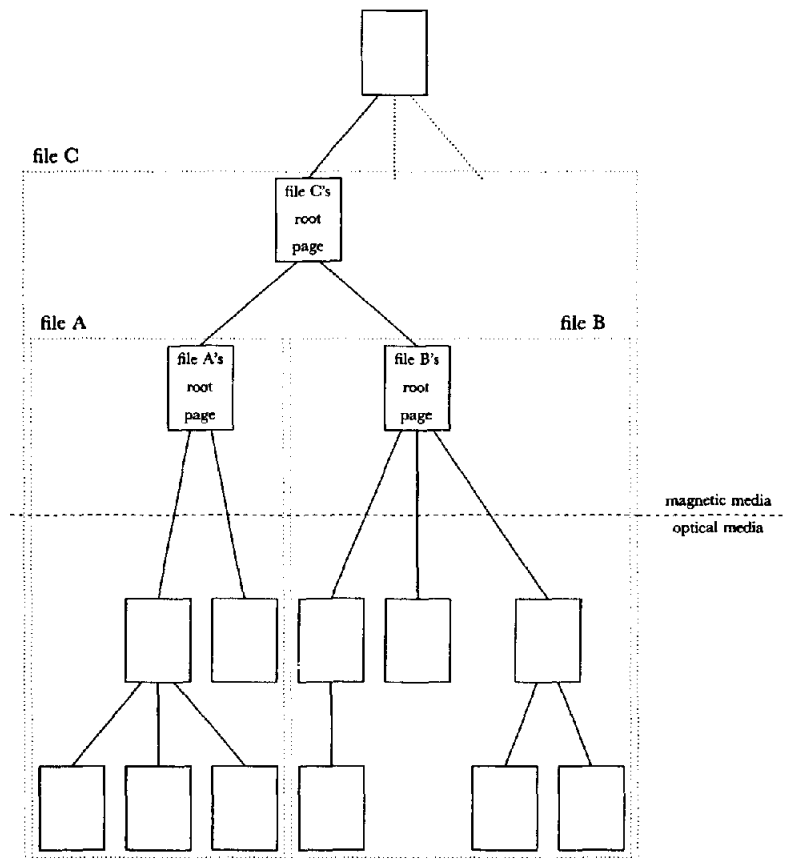 file C
file C's
root
page
file A
file B
file A's
root
page
file B's
root
page
magnetic media
optical media